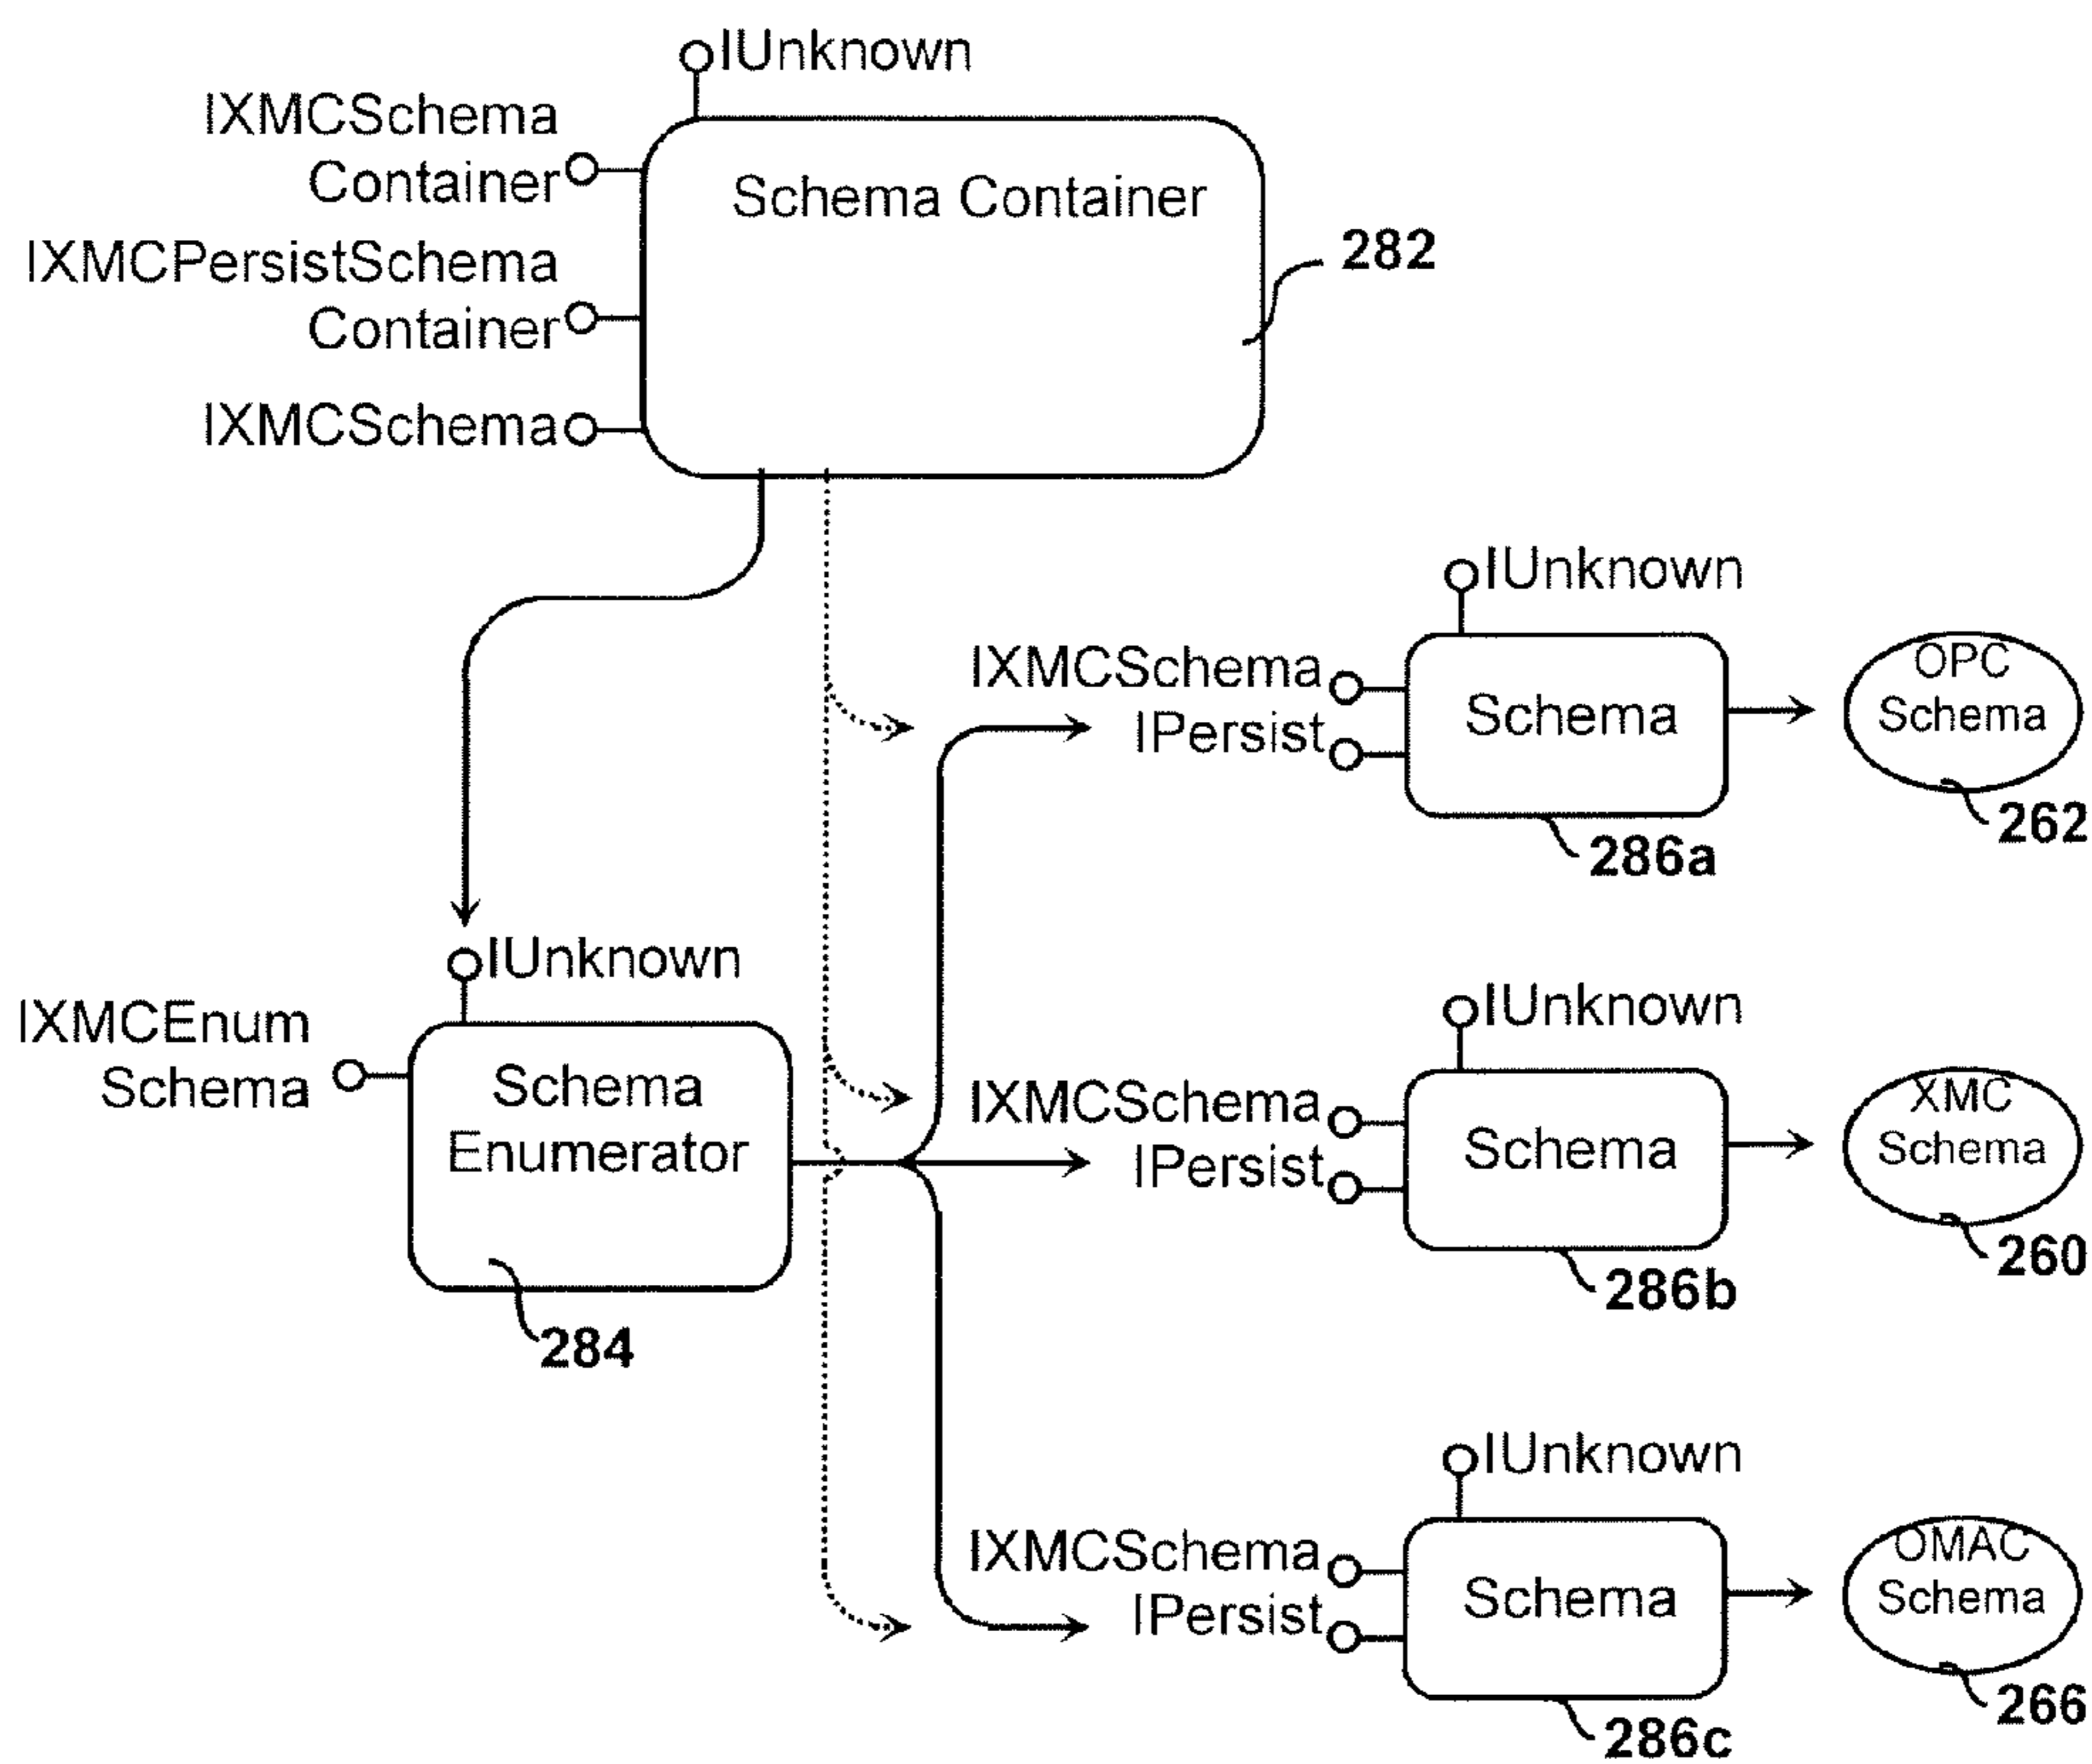 IUnknown
IXMCSchema
Container
Schema Container
282
IXMCPersistSchema
Container
IXMCSchema
IUnknown
IXMCSchema
IPersist
Schema
OPC
Schema
262
286a
IUnknown
IXMCEnum
Schema
Schema
Enumerator
284
IUnknown
IXMCSchema
IPersist
Schema
XMC
Schema
260
286b
IUnknown
IXMCSchema
IPersist
Schema
OMAC
Schema
266
286c